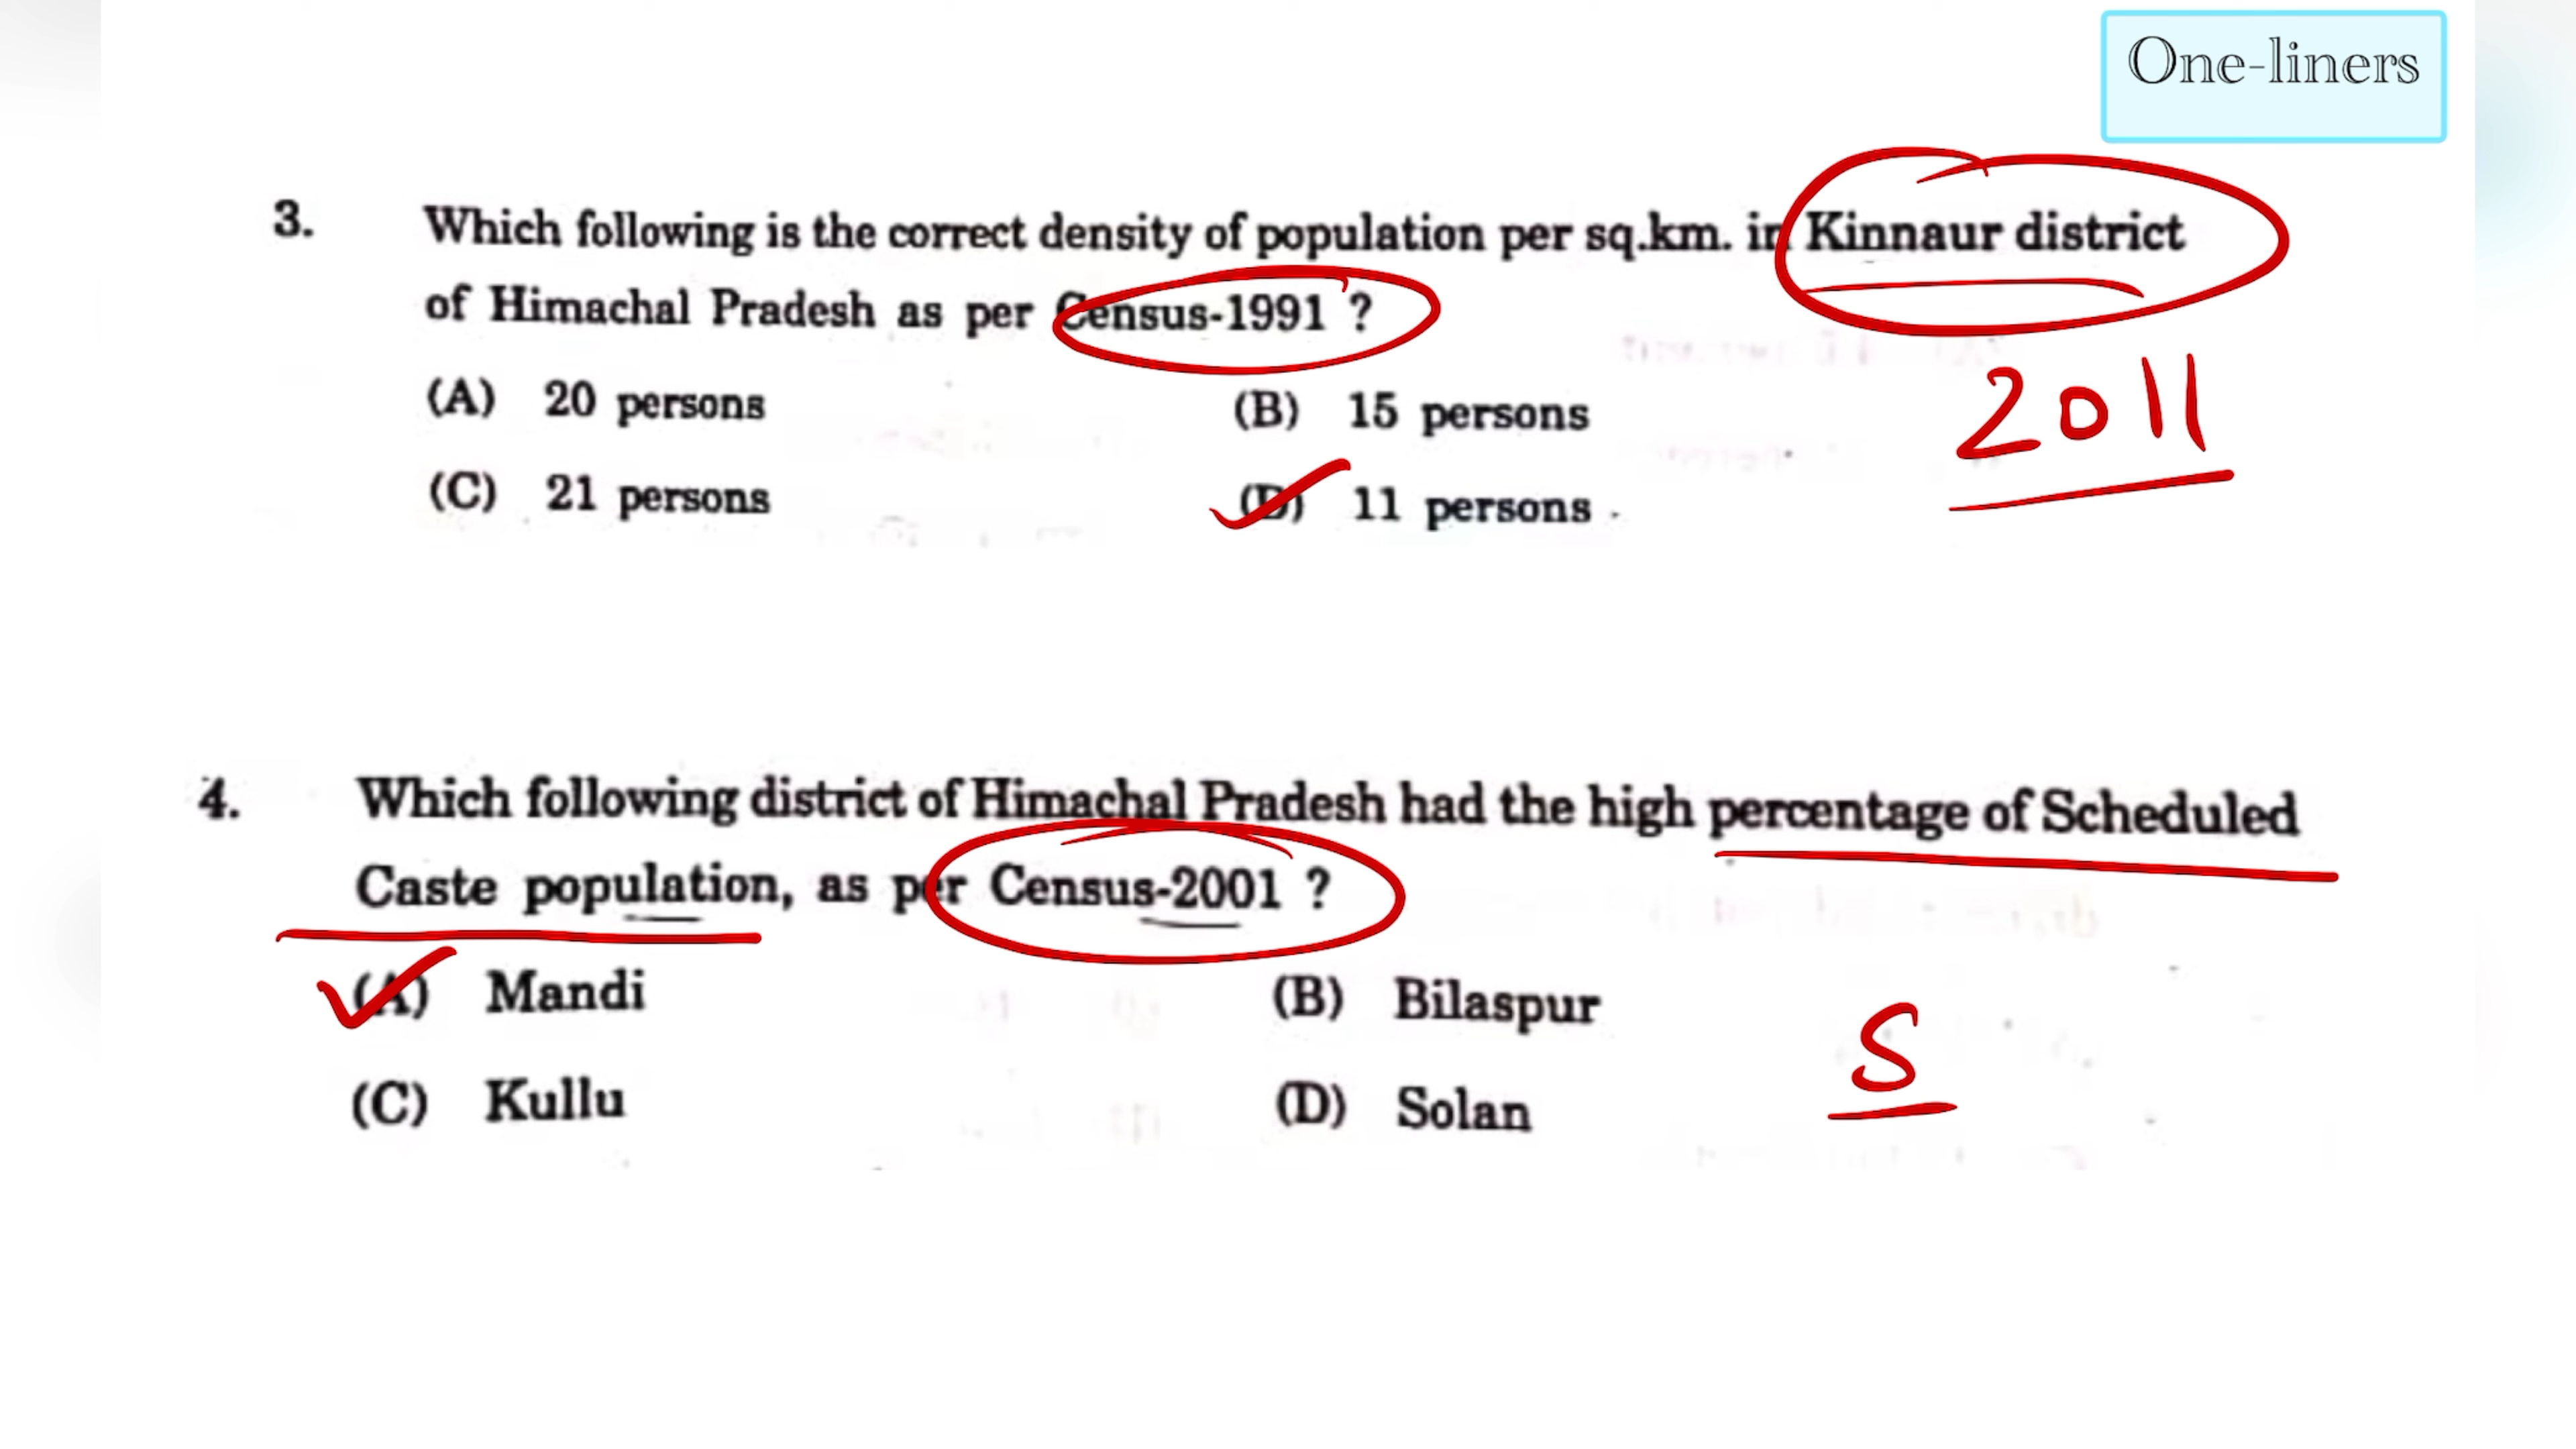 One-liners
3. Which following is the correct density of population per sq.km. in Kinnaur district
of Himachal Pradesh as per Census-1991 ?
(A) 20 persons (B) 15 persons
2011
(C) 21 persons (D) 11 persons
4. Which following district of Himachal Pradesh had the high percentage of Scheduled
Caste population, as per Census-2001 ?
(A) Mandi (B) Bilaspur
S
(C) Kullu (D) Solan